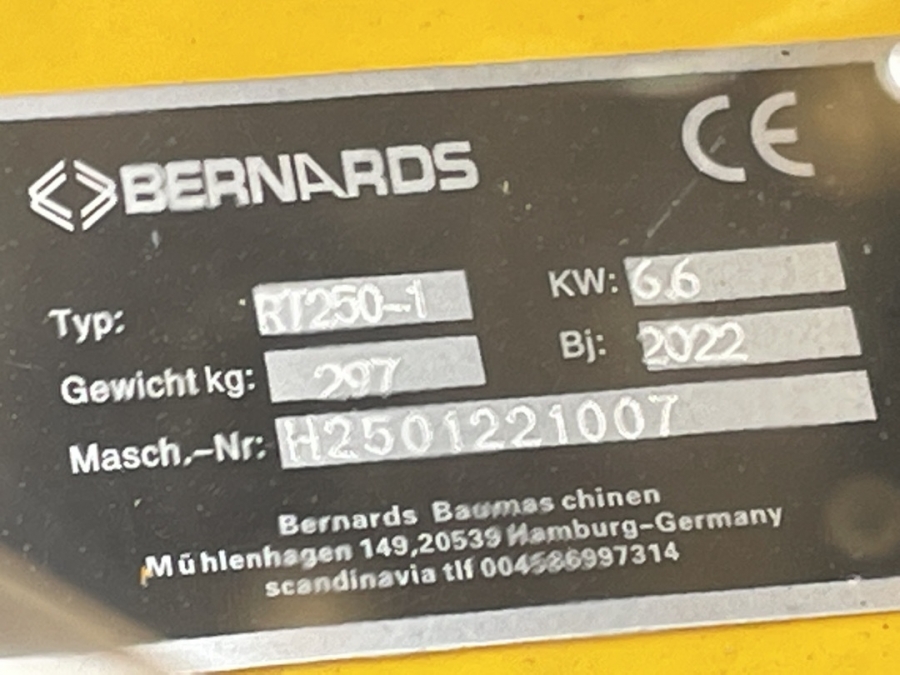 BERNARDS CE
Typ: RT250-1 KW: 6.6
Gewicht kg: 297 Bj: 2022
Masch.-Nr: H2501221007
Bernards Baumas chinen
Mühlenhagen 149,20539 Hamburg-Germany
scandinavia tlf 004586997314